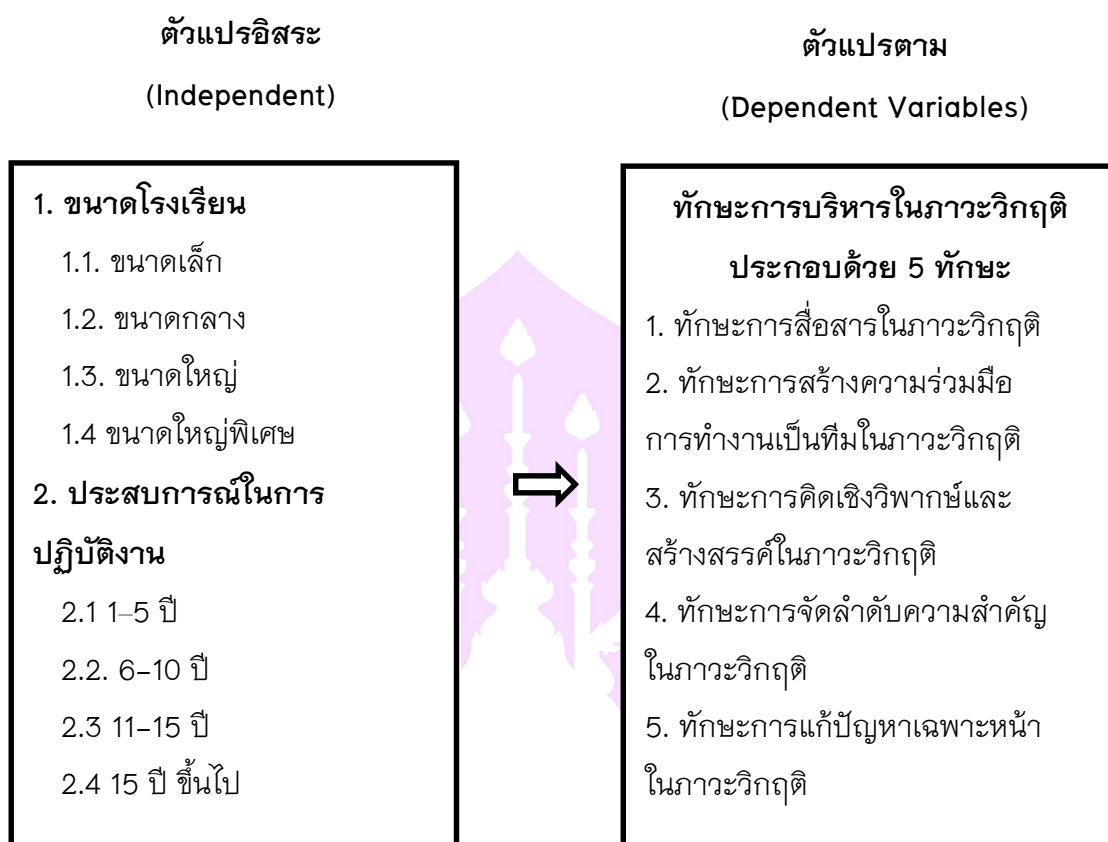 ตัวแปรอิสระ
(Independent)
ตัวแปรตาม
(Dependent Variables)
1. ขนาดโรงเรียน
1.1. ขนาดเล็ก
1.2. ขนาดกลาง
1.3. ขนาดใหญ่
1.4 ขนาดใหญ่พิเศษ
2. ประสบการณ์ในการ
ปฏิบัติงาน
2.1 1–5 ปี
2.2. 6–10 ปี
2.3 11–15 ปี
2.4 15 ปี ขึ้นไป
ทักษะการบริหารในภาวะวิกฤติ
ประกอบด้วย 5 ทักษะ
1. ทักษะการสื่อสารในภาวะวิกฤติ
2. ทักษะการสร้างความร่วมมือ
การทำงานเป็นทีมในภาวะวิกฤติ
3. ทักษะการคิดเชิงวิพากษ์และ
สร้างสรรค์ในภาวะวิกฤติ
4. ทักษะการจัดลำดับความสำคัญ
ในภาวะวิกฤติ
5. ทักษะการแก้ปัญหาเฉพาะหน้า
ในภาวะวิกฤติ